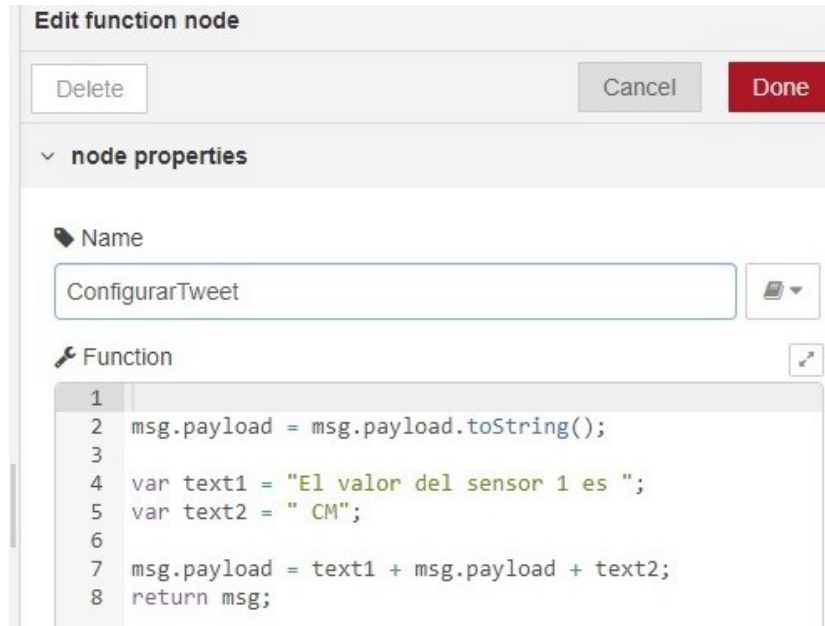 Edit function node
Delete Cancel Done
node properties
Name
ConfigurarTweet
Function
1
2 msg.payload = msg.payload.toString();
3
4 var text1 = "El valor del sensor 1 es ";
5 var text2 = " CM";
6
7 msg.payload = text1 + msg.payload + text2;
8 return msg;